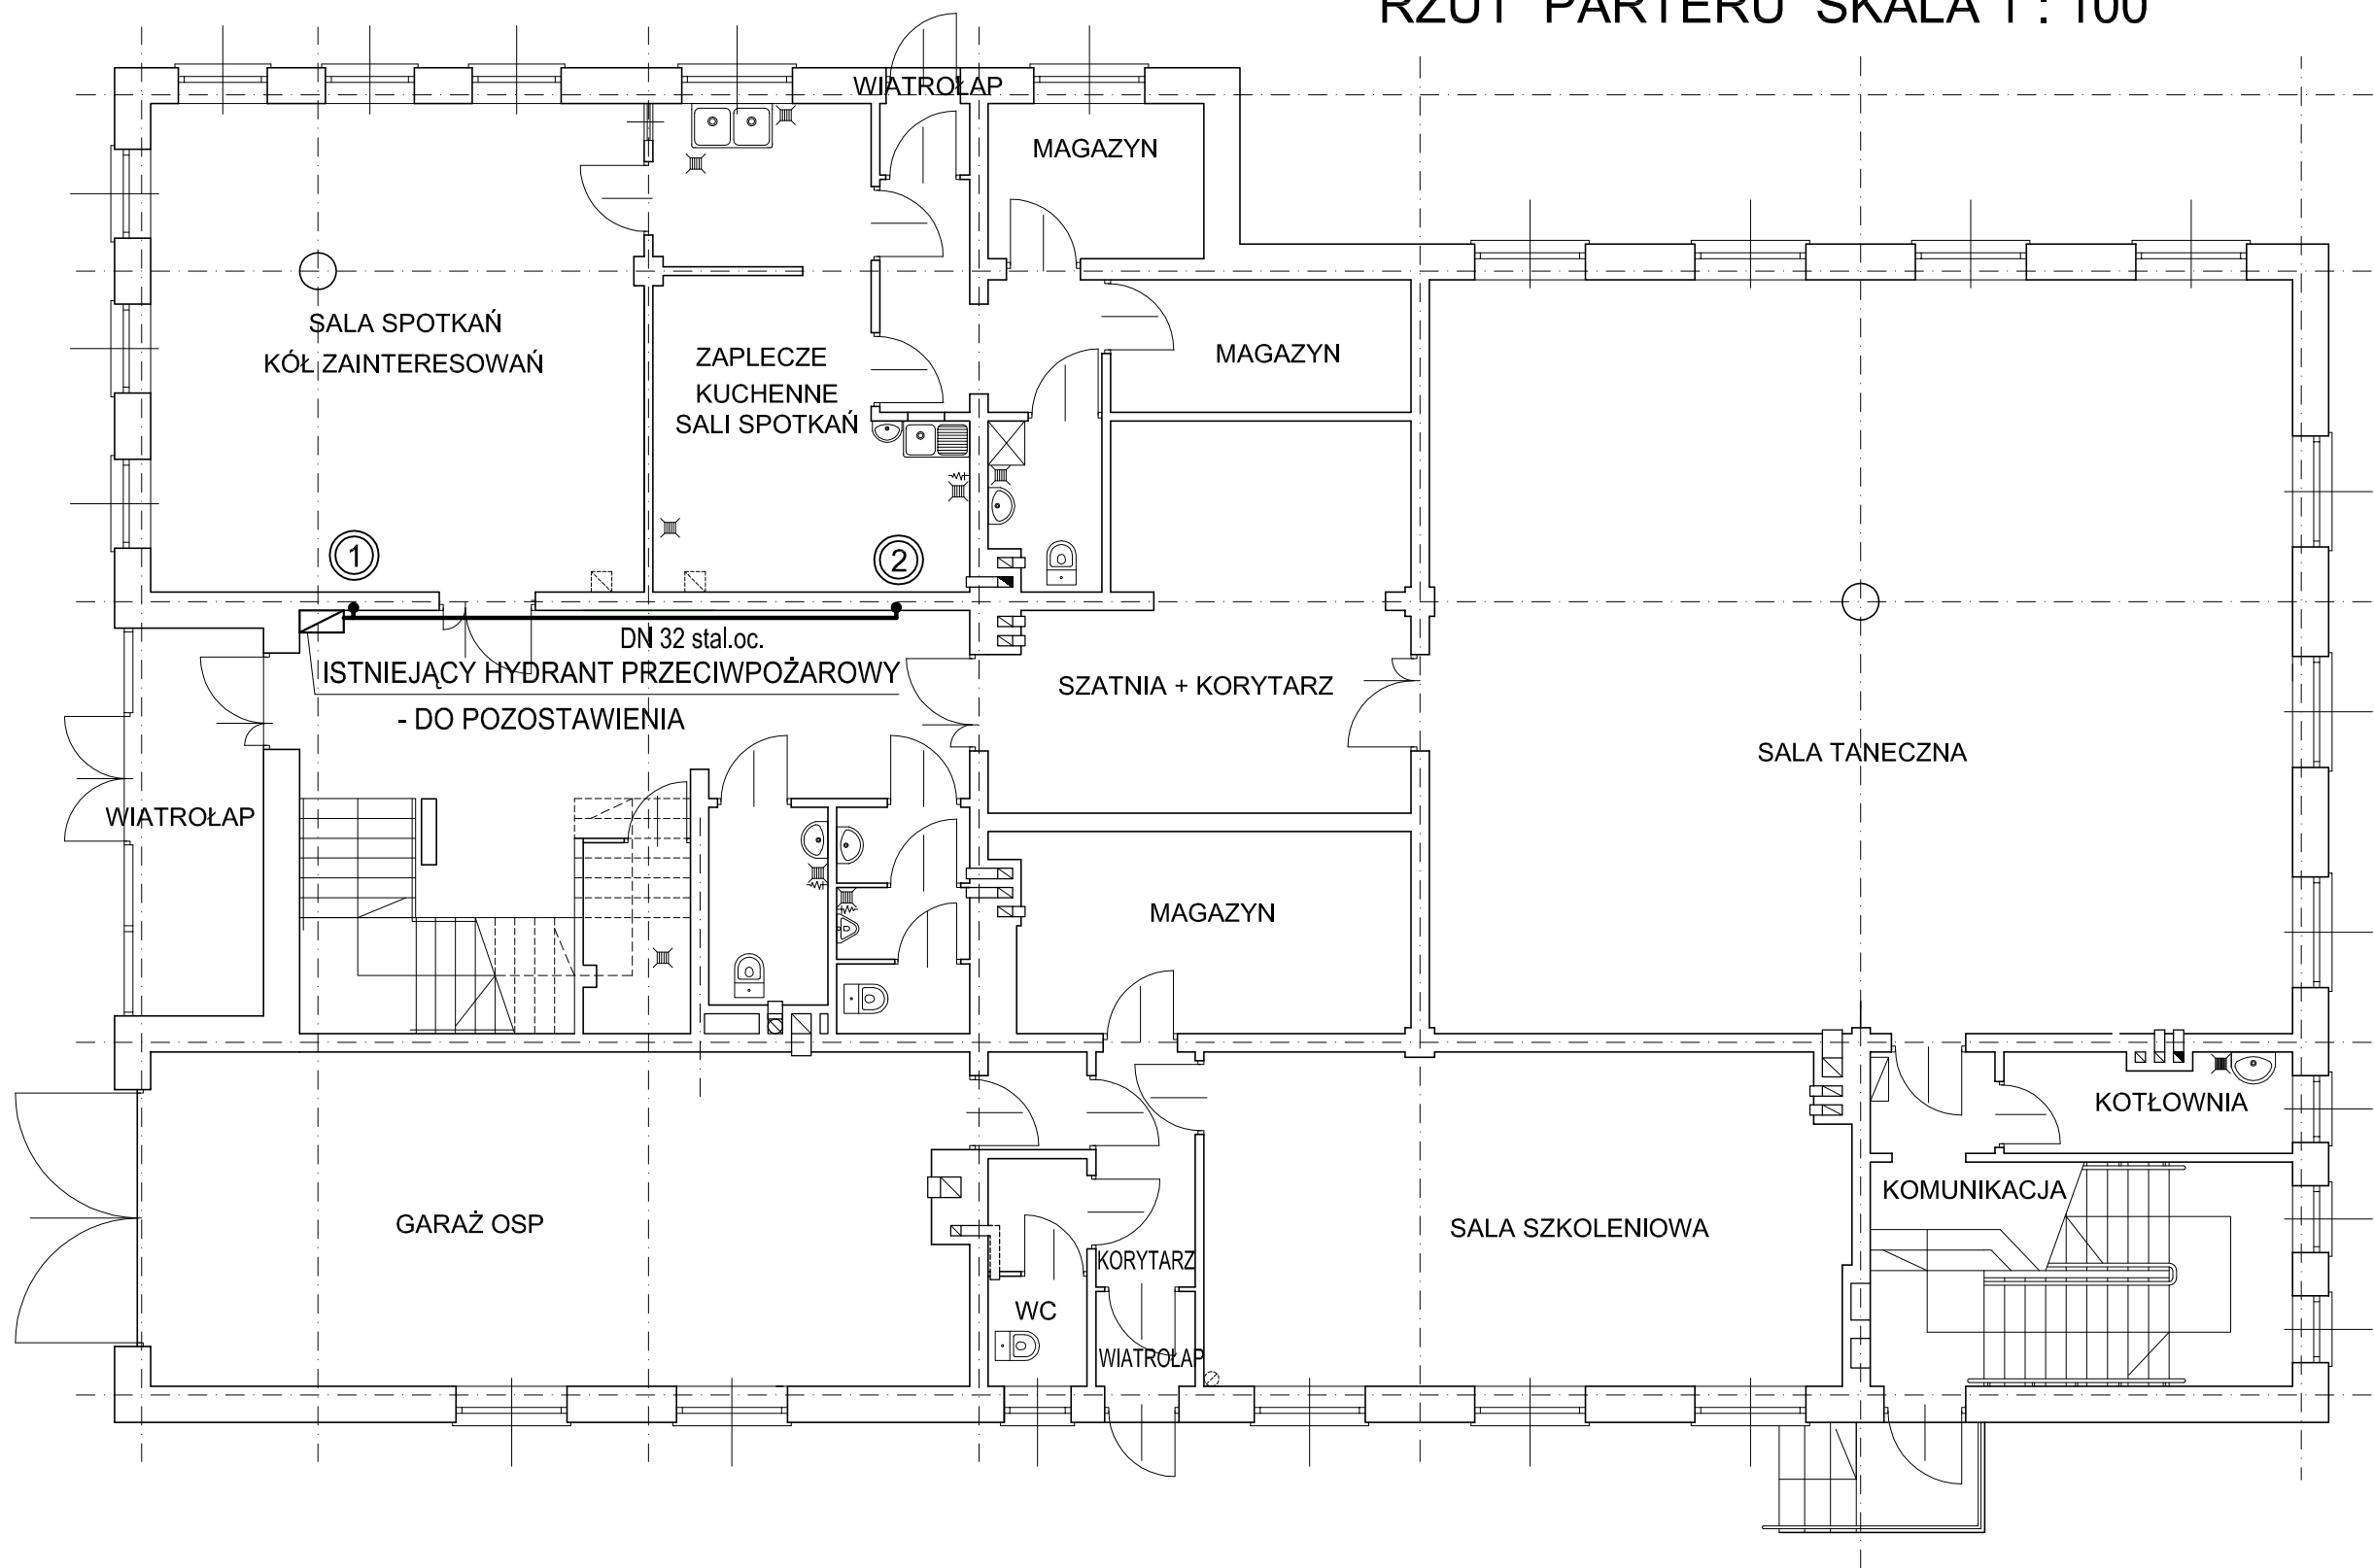 RZUT PARTERU SKALA 1 : 100
WIATROŁAP
MAGAZYN
SALA SPOTKAŃ
KÓŁ ZAINTERESOWAŃ
ZAPLECZE
KUCHENNE
SALI SPOTKAŃ
MAGAZYN
1
2
DN 32 stal.oc.
ISTNIEJĄCY HYDRANT PRZECIWPOŻAROWY
- DO POZOSTAWIENIA
SZATNIA + KORYTARZ
SALA TANECZNA
WIATROŁAP
MAGAZYN
KOTŁOWNIA
KOMUNIKACJA
GARAŻ OSP
SALA SZKOLENIOWA
KORYTARZ
WC
WIATROŁAP